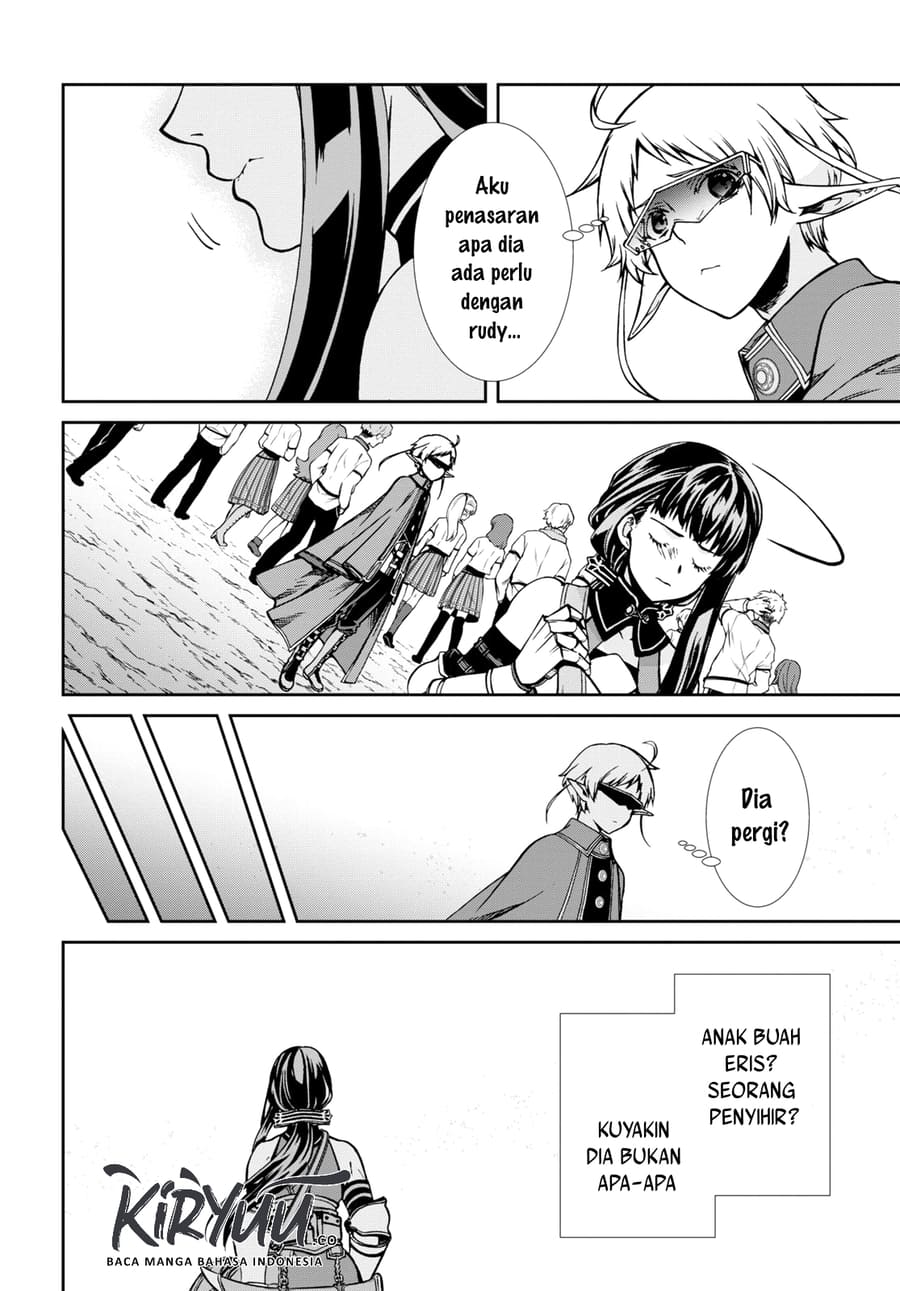 Aku
penasaran
apa dia
ada perlu
dengan
rudy...
Dia
pergi?
ANAK BUAH
ERIS?
SEORANG
PENYIHIR?
KUYAKIN
DIA BUKAN
APA-APA
KIRYUU
.CO
BACA MANGA BAHASA INDONESIA